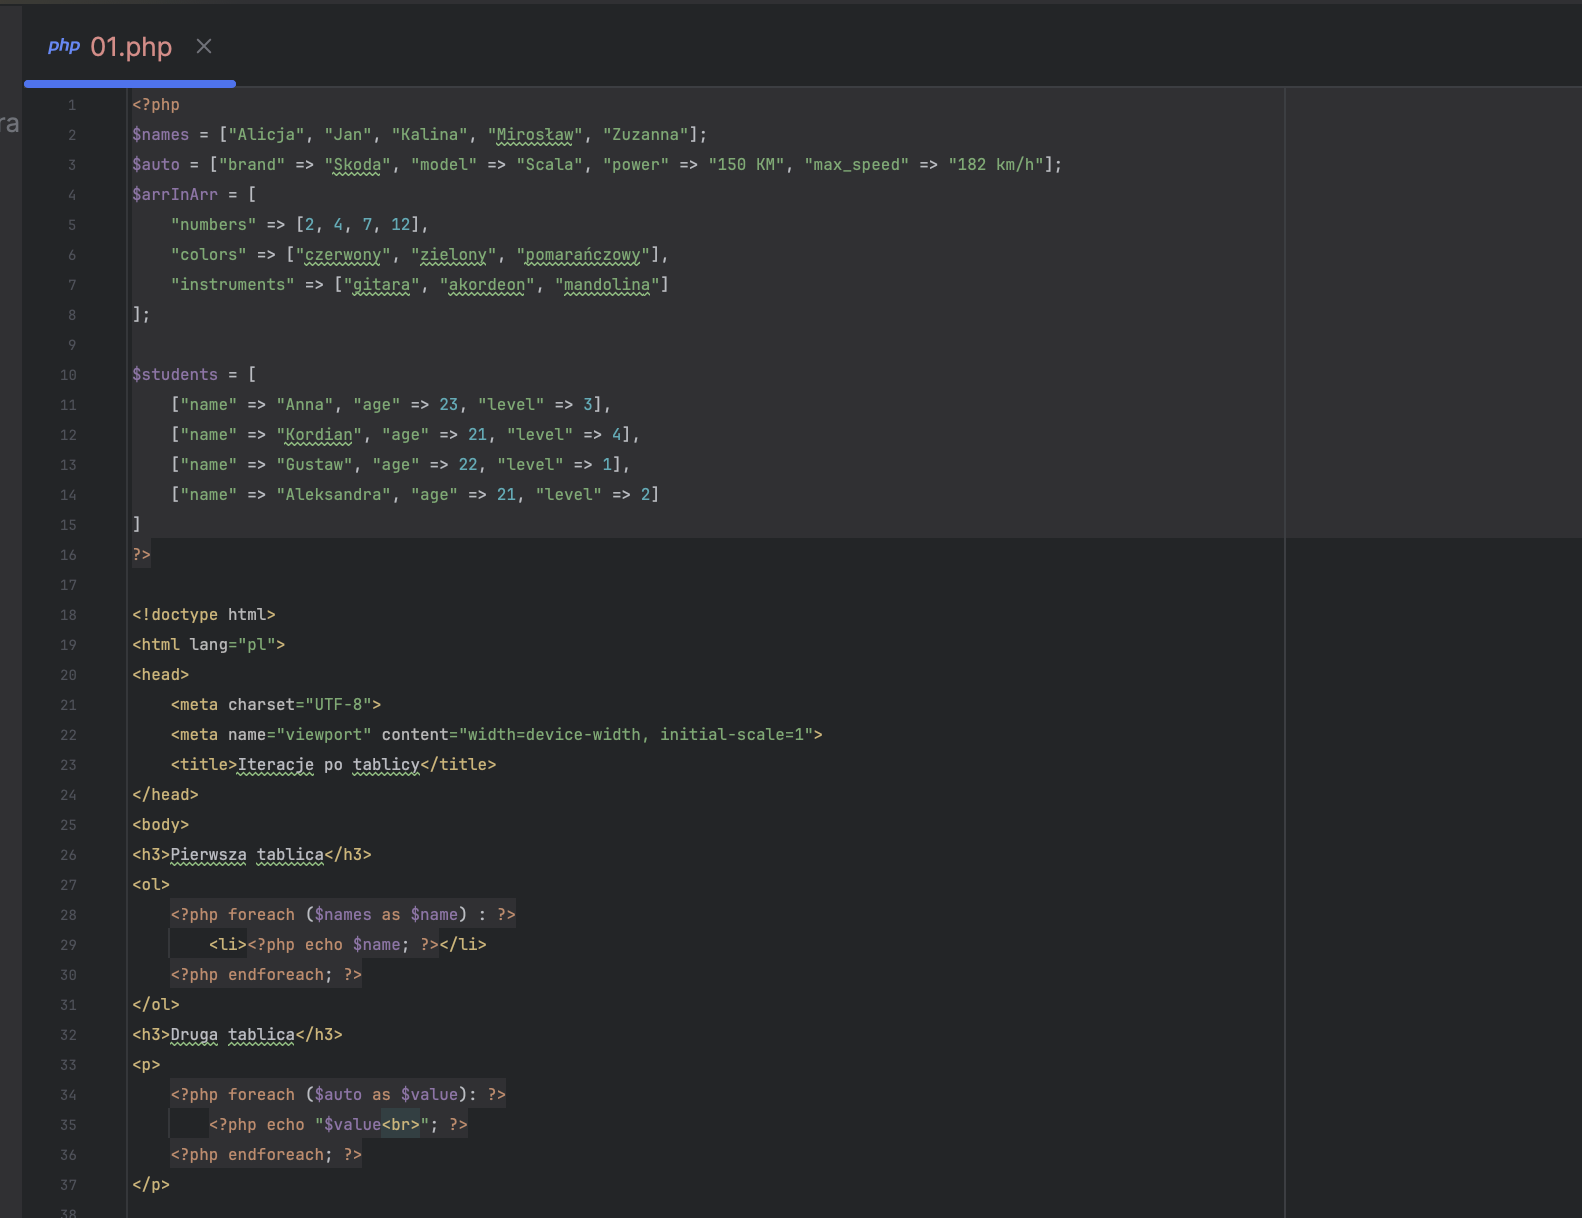 php 01.php
ra
1 <?php
2 $names = ["Alicja", "Jan", "Kalina", "Mirosław", "Zuzanna"];
3 $auto = ["brand" => "Skoda", "model" => "Scala", "power" => "150 KM", "max_speed" => "182 km/h"];
4 $arrInArr = [
5     "numbers" => [2, 4, 7, 12],
6     "colors" => ["czerwony", "zielony", "pomarańczowy"],
7     "instruments" => ["gitara", "akordeon", "mandolina"]
8 ];
9
10 $students = [
11     ["name" => "Anna", "age" => 23, "level" => 3],
12     ["name" => "Kordian", "age" => 21, "level" => 4],
13     ["name" => "Gustaw", "age" => 22, "level" => 1],
14     ["name" => "Aleksandra", "age" => 21, "level" => 2]
15 ]
16 ?>
17
18 <!doctype html>
19 <html lang="pl">
20 <head>
21     <meta charset="UTF-8">
22     <meta name="viewport" content="width=device-width, initial-scale=1">
23     <title>Iteracje po tablicy</title>
24 </head>
25 <body>
26 <h3>Pierwsza tablica</h3>
27 <ol>
28     <?php foreach ($names as $name) : ?>
29         <li><?php echo $name; ?></li>
30     <?php endforeach; ?>
31 </ol>
32 <h3>Druga tablica</h3>
33 <p>
34     <?php foreach ($auto as $value): ?>
35         <?php echo "$value<br>"; ?>
36     <?php endforeach; ?>
37 </p>
38